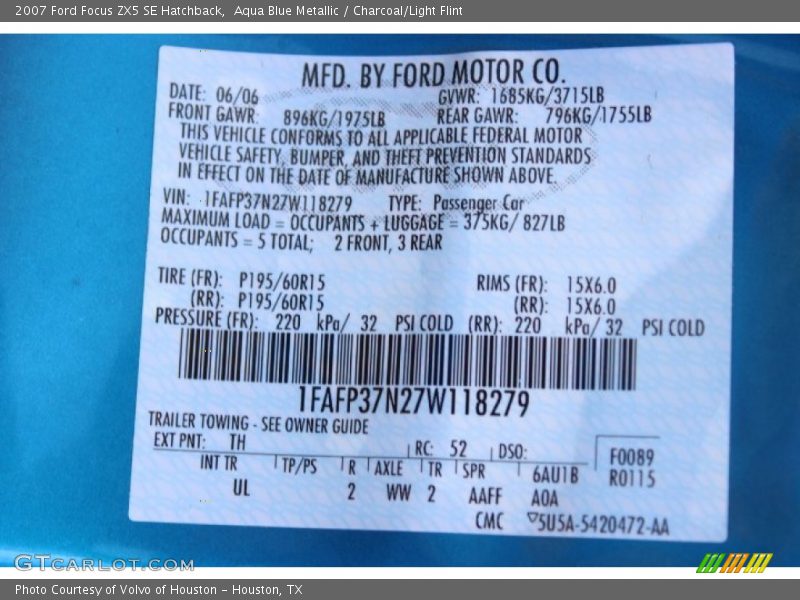 2007 Ford Focus ZX5 SE Hatchback,  Aqua Blue Metallic / Charcoal/Light Flint
MFD. BY FORD MOTOR CO.
DATE: 06/06 GVWR: 1685KG/3715LB
FRONT GAWR: 896KG/1975LB REAR GAWR: 796KG/1755LB
THIS VEHICLE CONFORMS TO ALL APPLICABLE FEDERAL MOTOR
VEHICLE SAFETY, BUMPER, AND THEFT PREVENTION STANDARDS
IN EFFECT ON THE DATE OF MANUFACTURE SHOWN ABOVE.
VIN: 1FAFP37N27W118279 TYPE: Passenger Car
MAXIMUM LOAD = OCCUPANTS + LUGGAGE = 375KG/ 827LB
OCCUPANTS = 5 TOTAL; 2 FRONT, 3 REAR
TIRE (FR): P195/60R15 RIMS (FR): 15X6.0
(RR): P195/60R15 (RR): 15X6.0
PRESSURE (FR): 220 kPa/ 32 PSI COLD (RR): 220 kPa/ 32 PSI COLD
1FAFP37N27W118279
TRAILER TOWING - SEE OWNER GUIDE
EXT PNT: TH RC: 52 DSO: F0089
INT TR TP/PS R AXLE TR SPR 6AU1B R0115
UL 2 WW 2 AAFF AOA
CMC ▽5U5A-5420472-AA
GTCARLOT.COM
Photo Courtesy of Volvo of Houston - Houston, TX